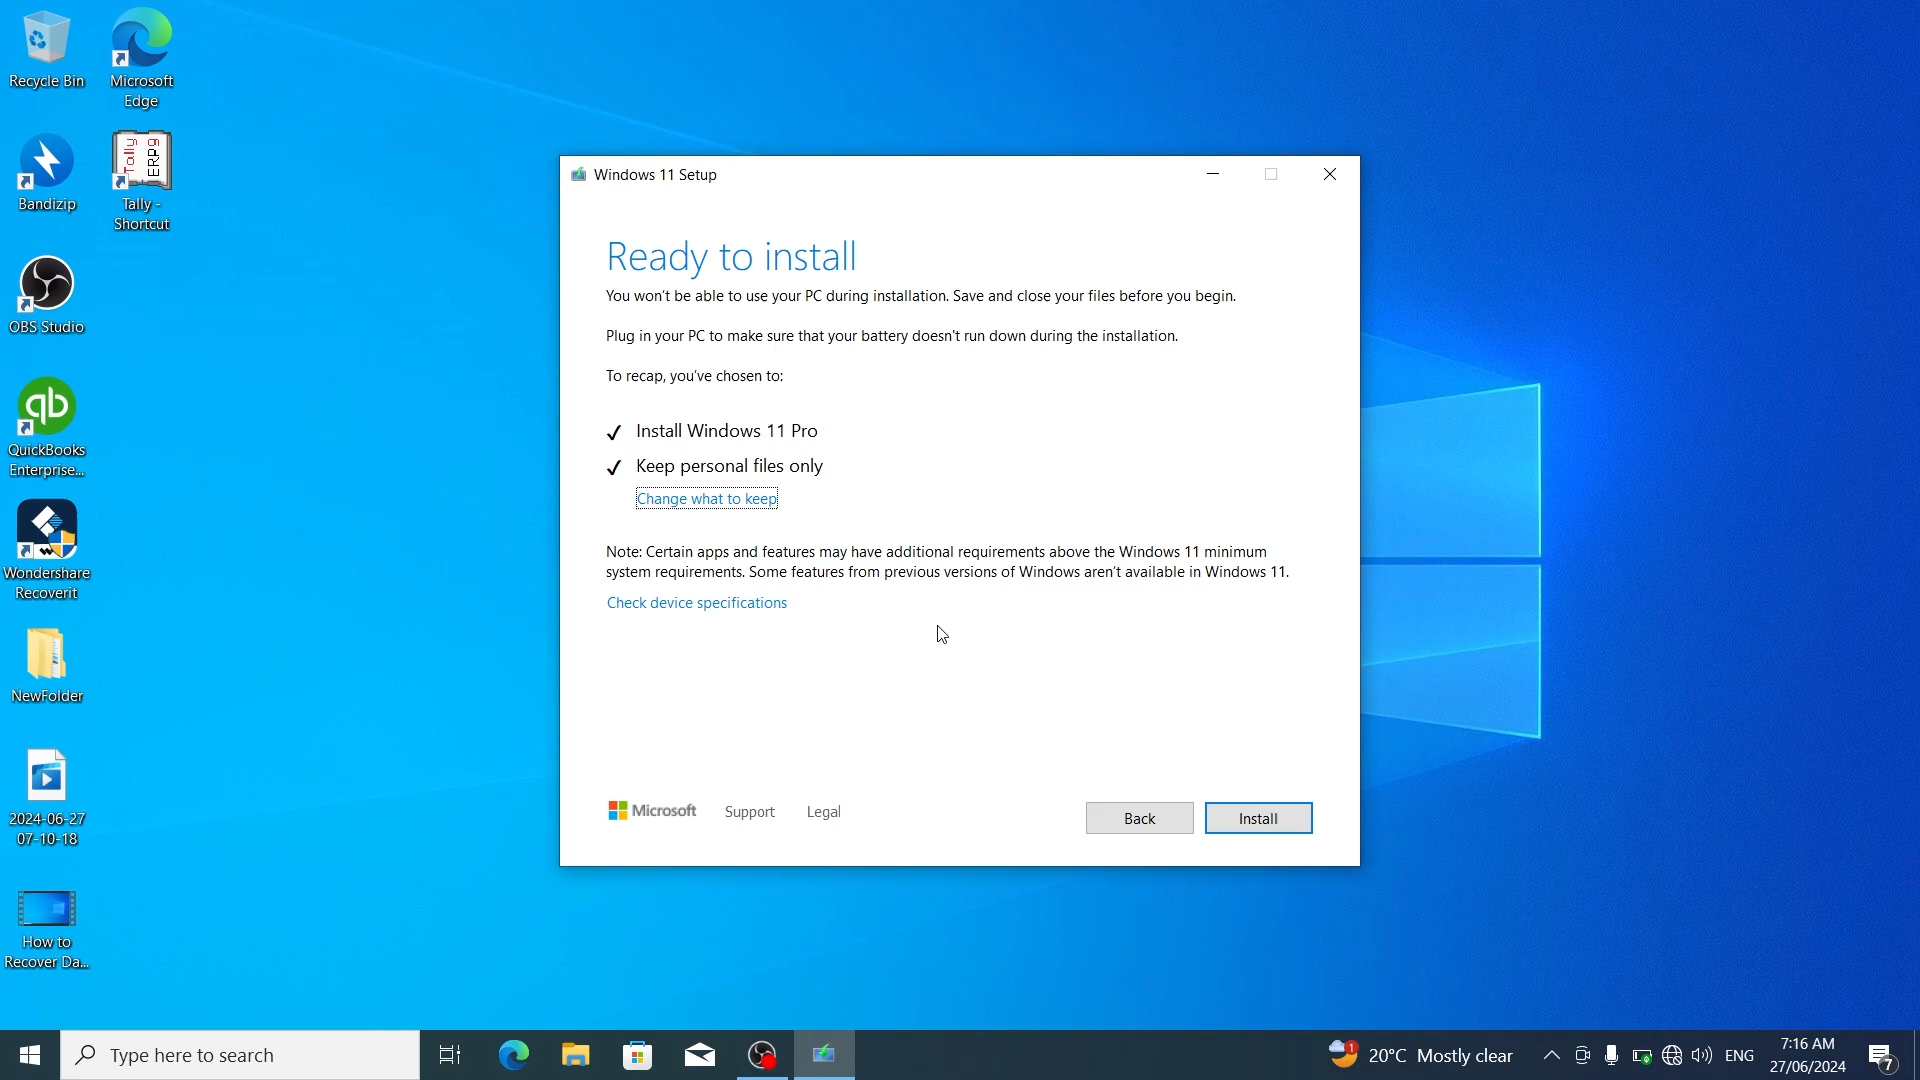 Recycle Bin
Microsoft
Edge
Bandizip
Tally
ERP9
Tally -
Shortcut
OBS Studio
qb
QuickBooks
Enterprise...
Wondershare
Recoverit
NewFolder
2024-06-27
07-10-18
How to
Recover Da...
Windows 11 Setup
Ready to install
You won't be able to use your PC during installation. Save and close your files before you begin.
Plug in your PC to make sure that your battery doesn't run down during the installation.
To recap, you've chosen to:
Install Windows 11 Pro
Keep personal files only
Change what to keep
Note: Certain apps and features may have additional requirements above the Windows 11 minimum
system requirements. Some features from previous versions of Windows aren't available in Windows 11.
Check device specifications
Microsoft Support Legal
Back Install
Type here to search
1
20°C Mostly clear
ENG
7:16 AM
27/06/2024
7